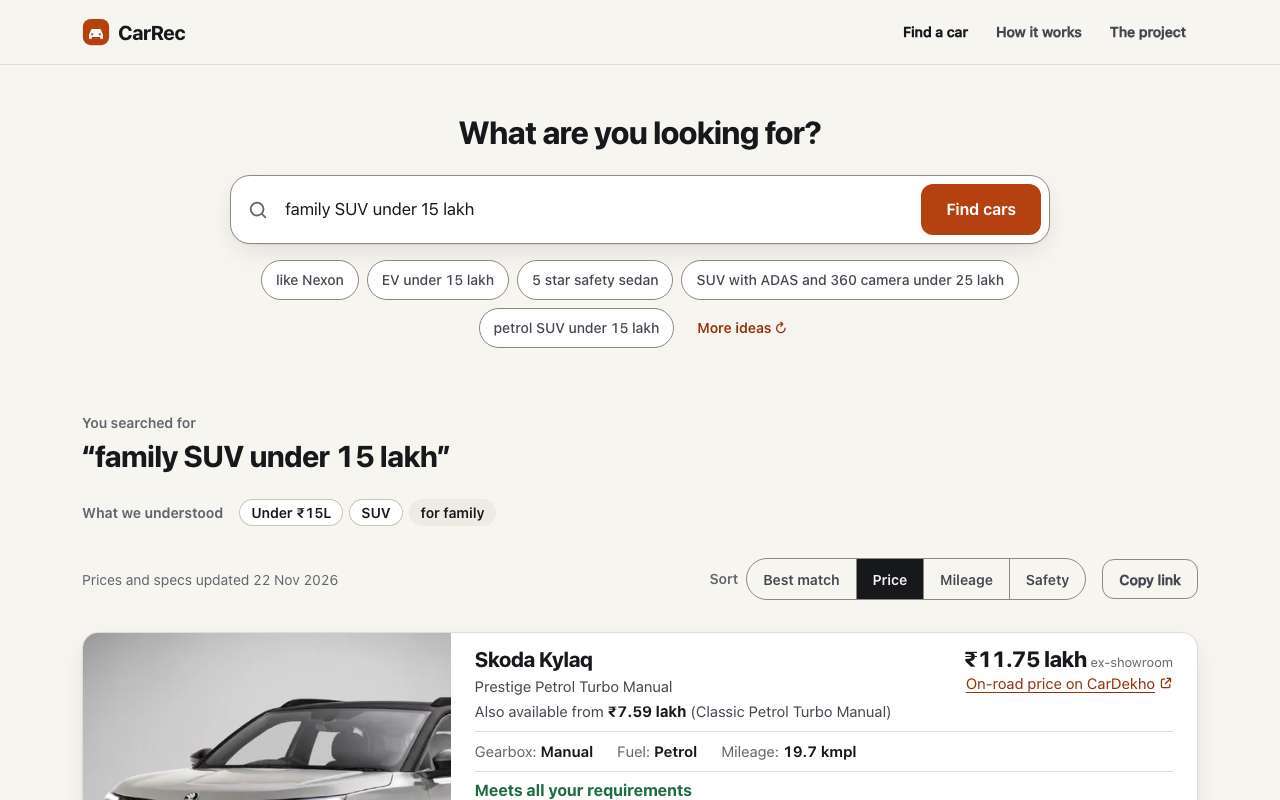 CarRec
Find a car
How it works
The project
What are you looking for?
family SUV under 15 lakh
Find cars
like Nexon
EV under 15 lakh
5 star safety sedan
SUV with ADAS and 360 camera under 25 lakh
petrol SUV under 15 lakh
More ideas ↻
You searched for
“family SUV under 15 lakh”
What we understood
Under ₹15L
SUV
for family
Prices and specs updated 22 Nov 2026
Sort
Best match
Price
Mileage
Safety
Copy link
Skoda Kylaq
₹11.75 lakh ex-showroom
Prestige Petrol Turbo Manual
On-road price on CarDekho
Also available from ₹7.59 lakh (Classic Petrol Turbo Manual)
Gearbox: Manual Fuel: Petrol Mileage: 19.7 kmpl
Meets all your requirements